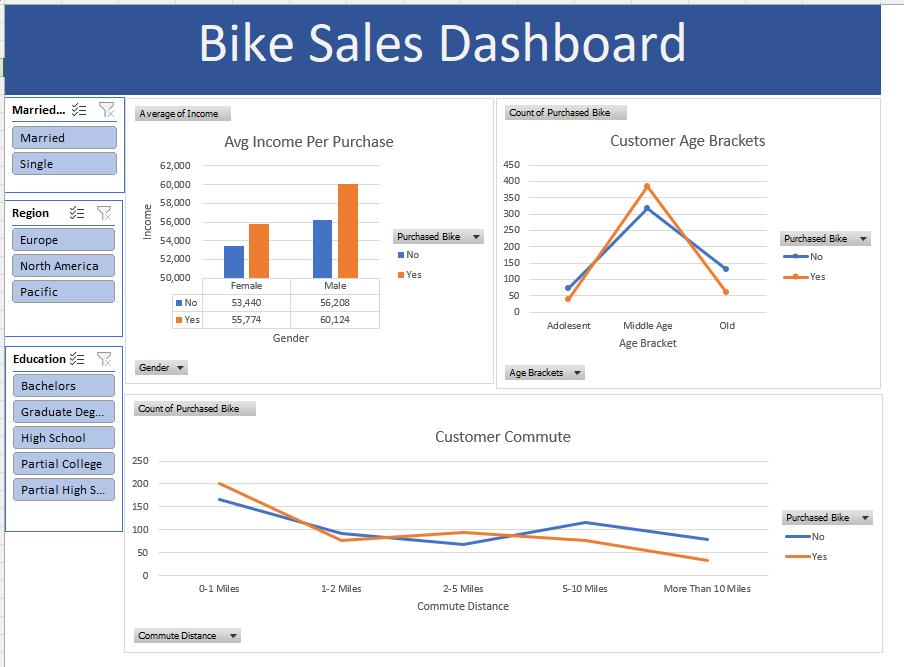 Bike Sales Dashboard
Married...
Married
Single
Region
Europe
North America
Pacific
Education
Bachelors
Graduate Deg...
High School
Partial College
Partial High S...
Average of Income
Avg Income Per Purchase
62,000
60,000
58,000
56,000
54,000
52,000
50,000
Income
Female Male
No 53,440 56,208
Yes 55,774 60,124
Gender
Purchased Bike
No
Yes
Gender
Count of Purchased Bike
Customer Age Brackets
450
400
350
300
250
200
150
100
50
0
Adolesent Middle Age Old
Age Bracket
Purchased Bike
No
Yes
Age Brackets
Count of Purchased Bike
Customer Commute
250
200
150
100
50
0
0-1 Miles 1-2 Miles 2-5 Miles 5-10 Miles More Than 10 Miles
Commute Distance
Purchased Bike
No
Yes
Commute Distance